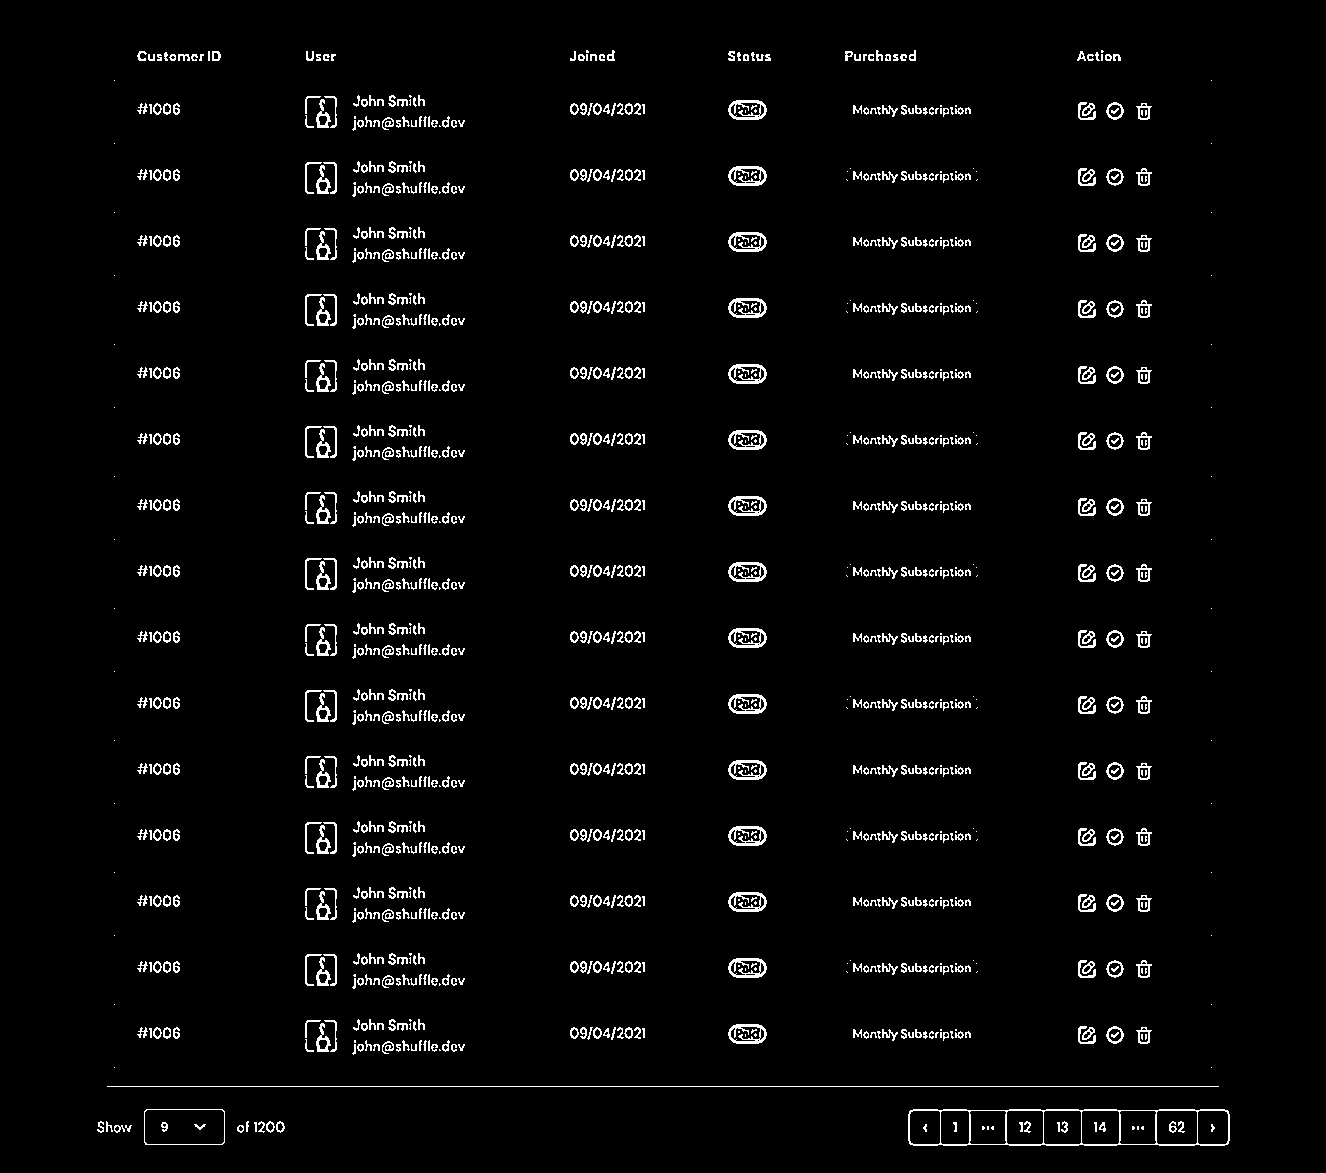 Customer ID User Joined Status Purchased Action
John Smith
#1006 09/04/2021 Paid Monthly Subscription
john@shuffle.dev
John Smith
#1006 09/04/2021 Paid Monthly Subscription
john@shuffle.dev
John Smith
#1006 09/04/2021 Paid Monthly Subscription
john@shuffle.dev
John Smith
#1006 09/04/2021 Paid Monthly Subscription
john@shuffle.dev
John Smith
#1006 09/04/2021 Paid Monthly Subscription
john@shuffle.dev
John Smith
#1006 09/04/2021 Paid Monthly Subscription
john@shuffle.dev
John Smith
#1006 09/04/2021 Paid Monthly Subscription
john@shuffle.dev
John Smith
#1006 09/04/2021 Paid Monthly Subscription
john@shuffle.dev
John Smith
#1006 09/04/2021 Paid Monthly Subscription
john@shuffle.dev
John Smith
#1006 09/04/2021 Paid Monthly Subscription
john@shuffle.dev
John Smith
#1006 09/04/2021 Paid Monthly Subscription
john@shuffle.dev
John Smith
#1006 09/04/2021 Paid Monthly Subscription
john@shuffle.dev
John Smith
#1006 09/04/2021 Paid Monthly Subscription
john@shuffle.dev
John Smith
#1006 09/04/2021 Paid Monthly Subscription
john@shuffle.dev
John Smith
#1006 09/04/2021 Paid Monthly Subscription
john@shuffle.dev
Show 9 of 1200 ‹ 1 ... 12 13 14 ... 62 ›